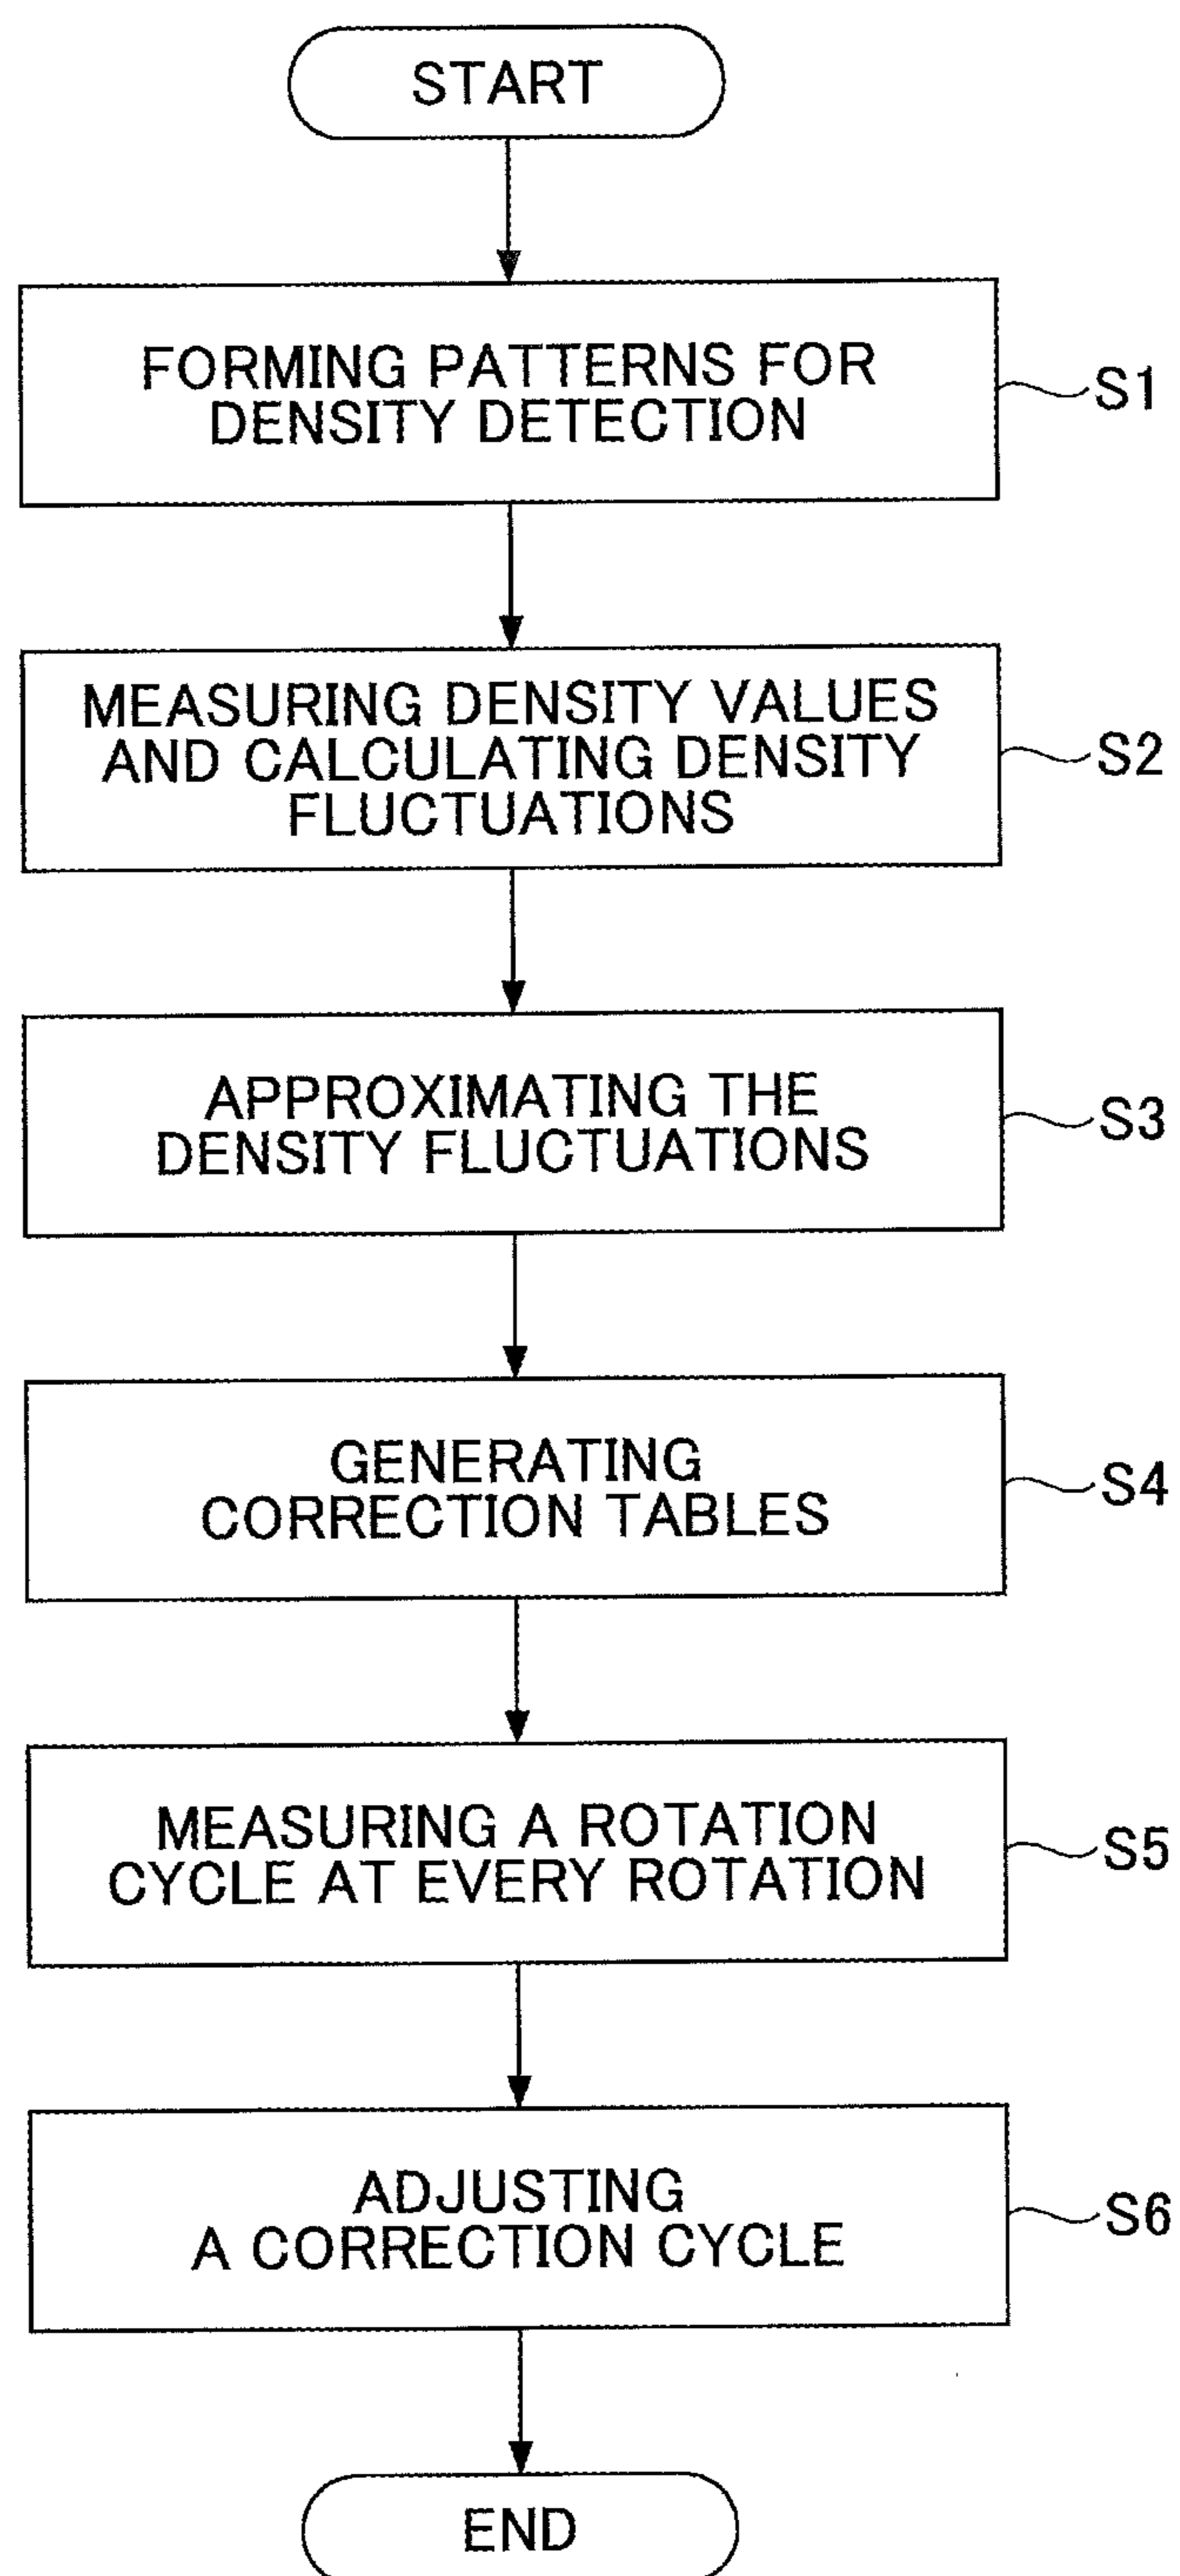 START
FORMING PATTERNS FOR
DENSITY DETECTION
S1
MEASURING DENSITY VALUES
AND CALCULATING DENSITY
FLUCTUATIONS
S2
APPROXIMATING THE
DENSITY FLUCTUATIONS
S3
GENERATING
CORRECTION TABLES
S4
MEASURING A ROTATION
CYCLE AT EVERY ROTATION
S5
ADJUSTING
A CORRECTION CYCLE
S6
END